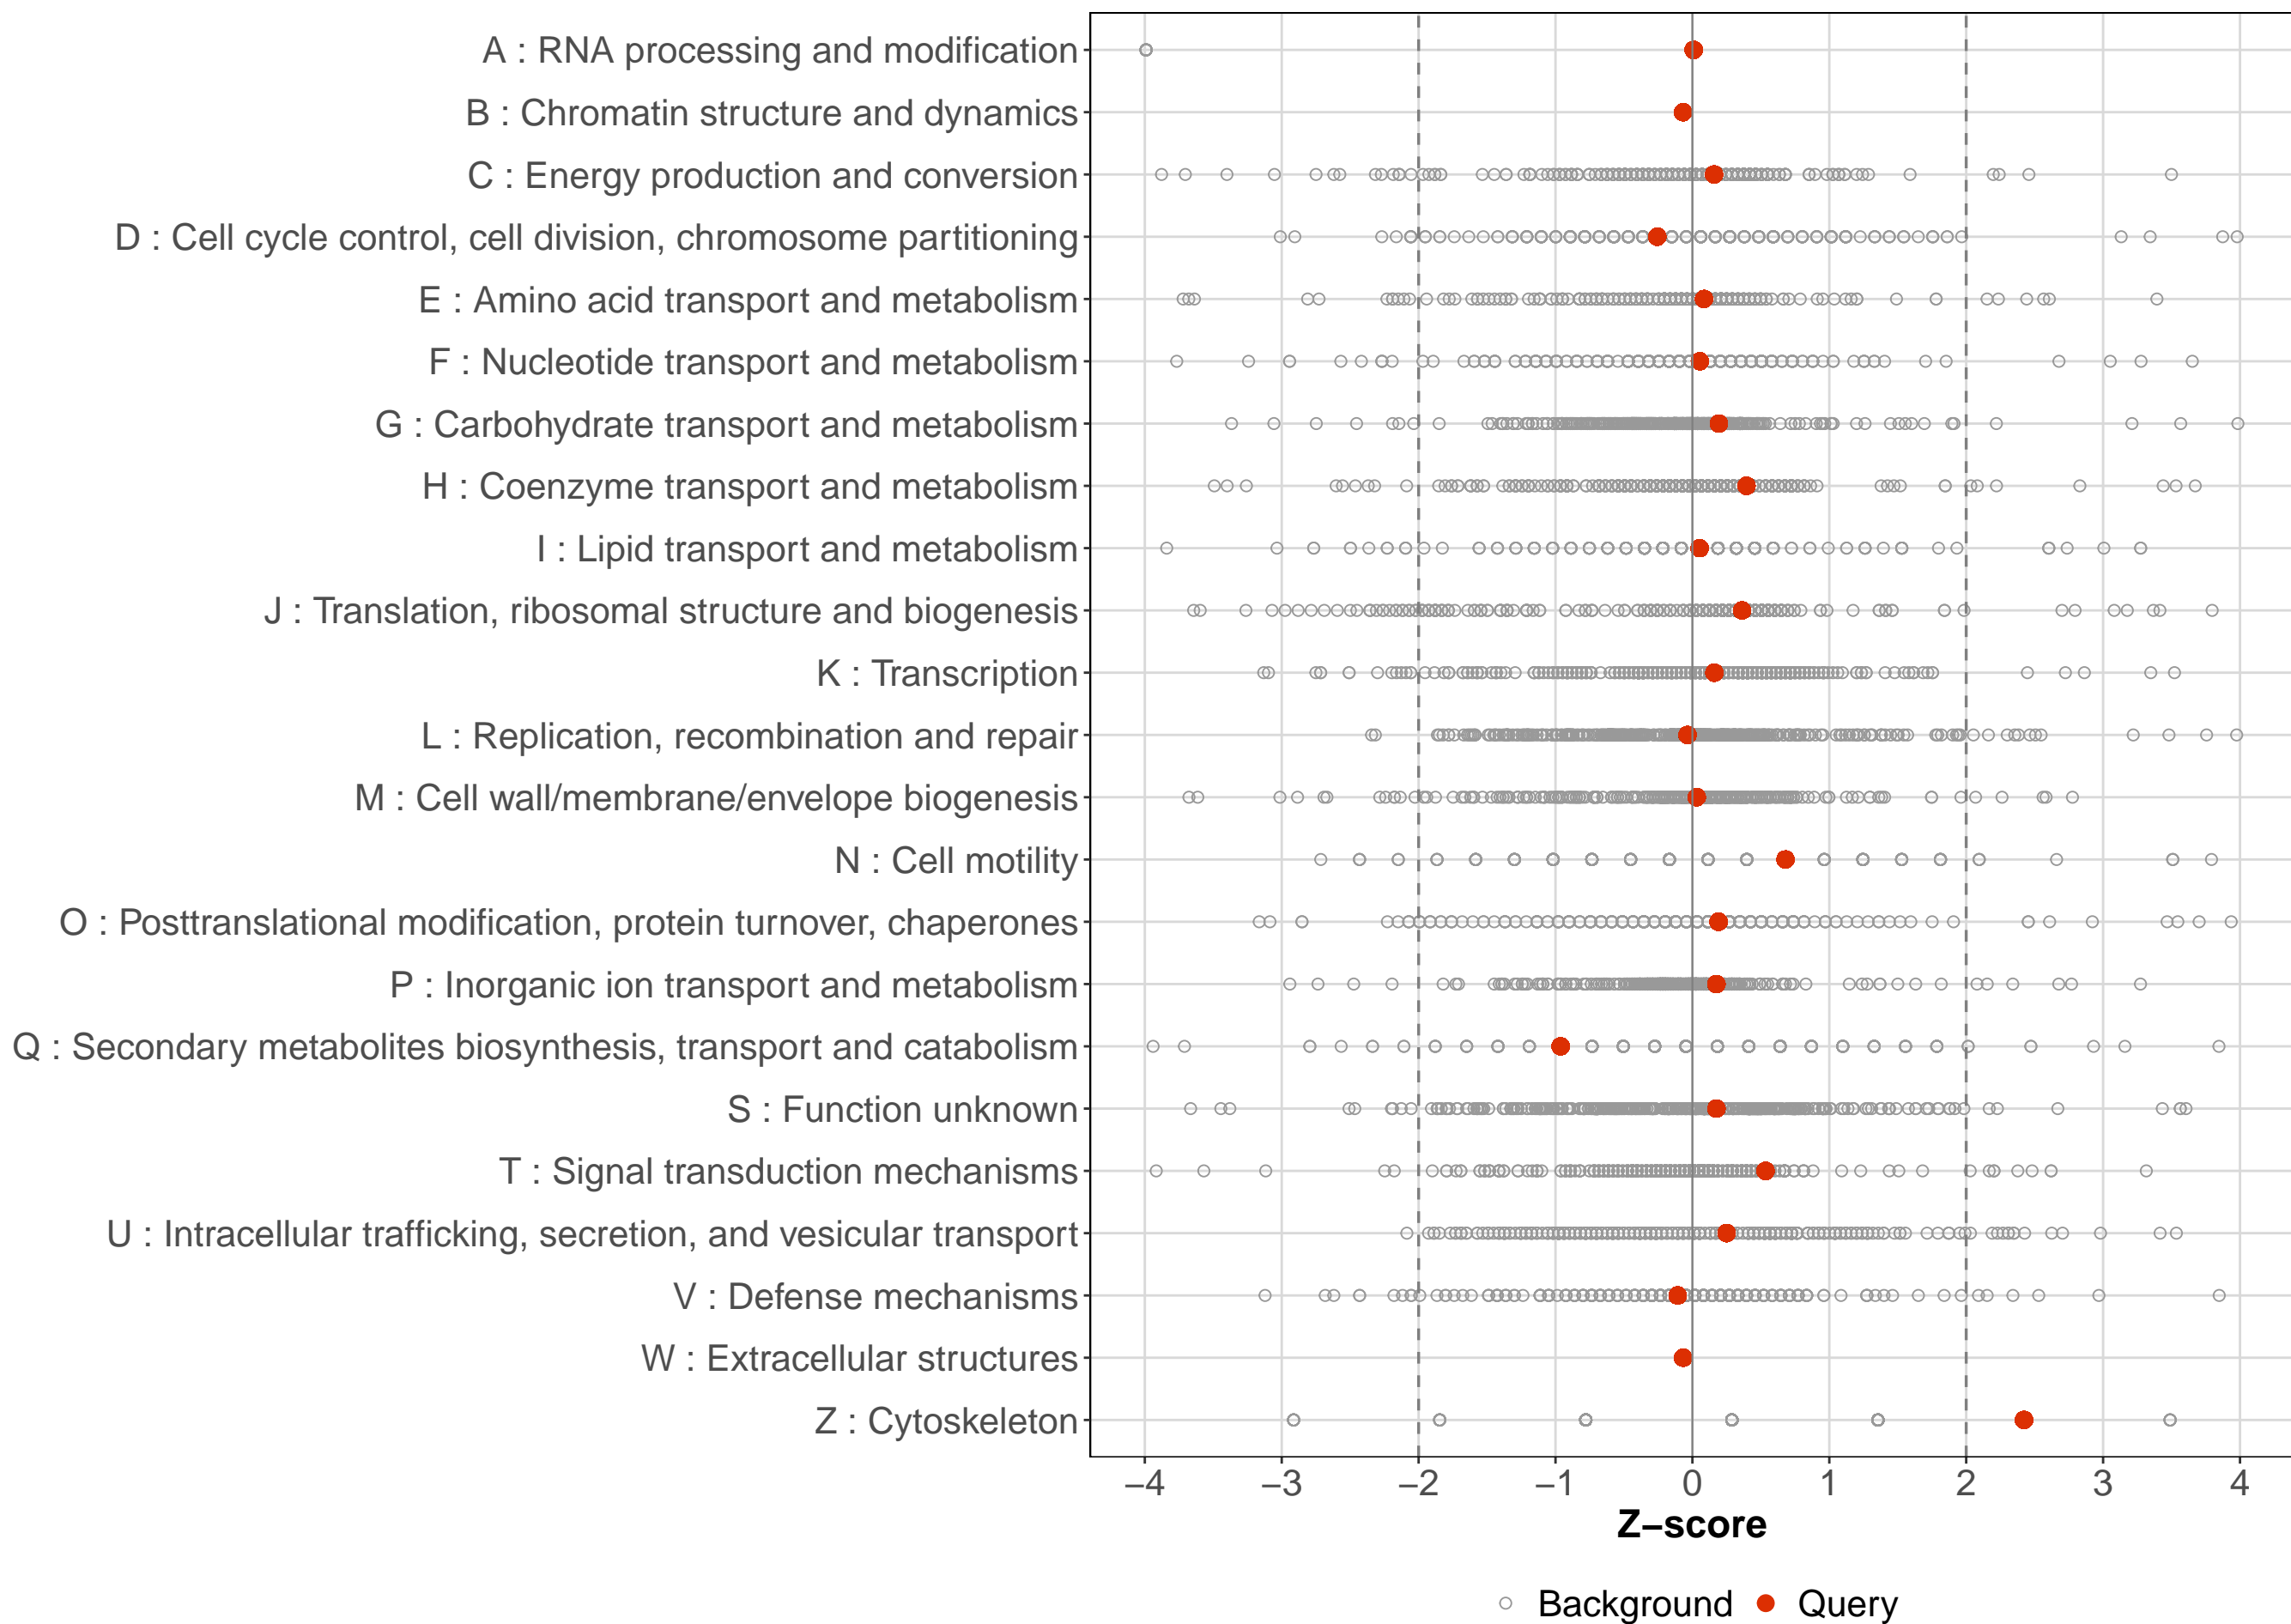 A : RNA processing and modification
B : Chromatin structure and dynamics
C : Energy production and conversion
D : Cell cycle control, cell division, chromosome partitioning
E : Amino acid transport and metabolism
F : Nucleotide transport and metabolism
G : Carbohydrate transport and metabolism
H : Coenzyme transport and metabolism
I : Lipid transport and metabolism
J : Translation, ribosomal structure and biogenesis
K : Transcription
L : Replication, recombination and repair
M : Cell wall/membrane/envelope biogenesis
N : Cell motility
O : Posttranslational modification, protein turnover, chaperones
P : Inorganic ion transport and metabolism
Q : Secondary metabolites biosynthesis, transport and catabolism
S : Function unknown
T : Signal transduction mechanisms
U : Intracellular trafficking, secretion, and vesicular transport
V : Defense mechanisms
W : Extracellular structures
Z : Cytoskeleton
−4 −3 −2 −1 0 1 2 3 4
Z−score
Background Query